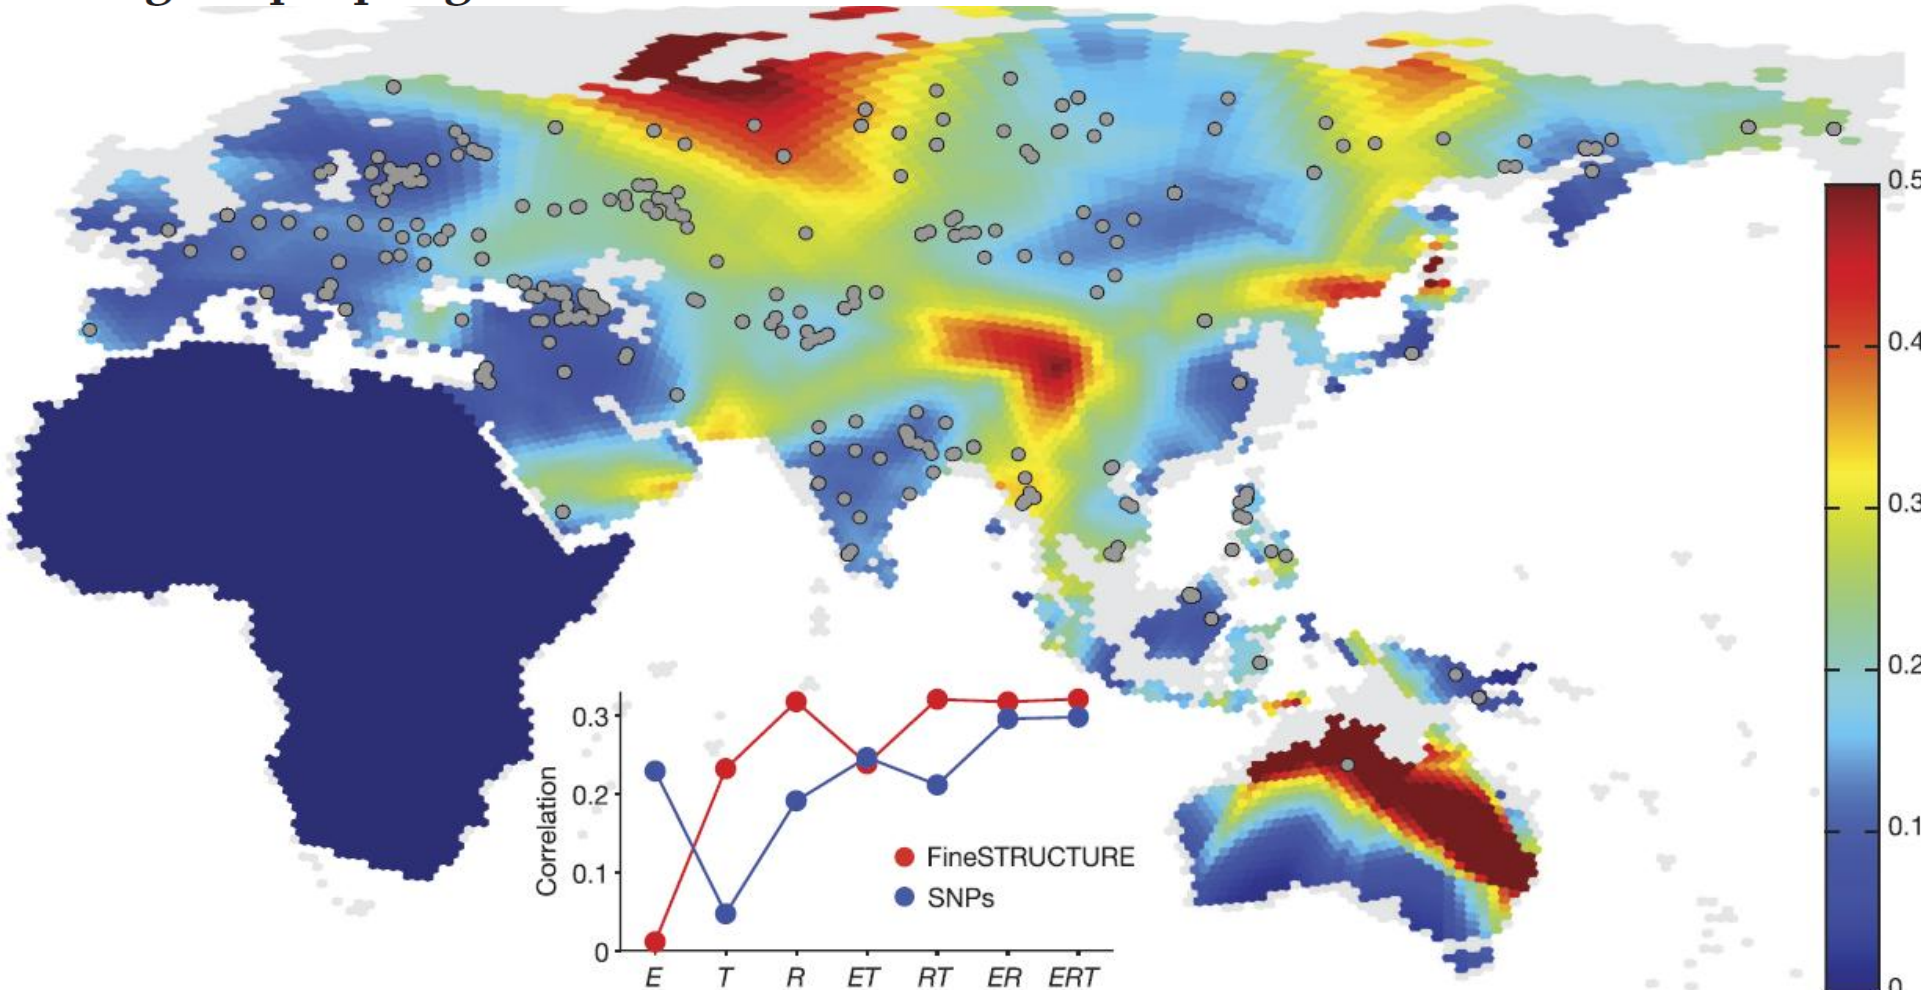 0.5
0.4
0.3
0.2
0.1
0
Correlation
0.3
0.2
0.1
0
FineSTRUCTURE
SNPs
E T R ET RT ER ERT